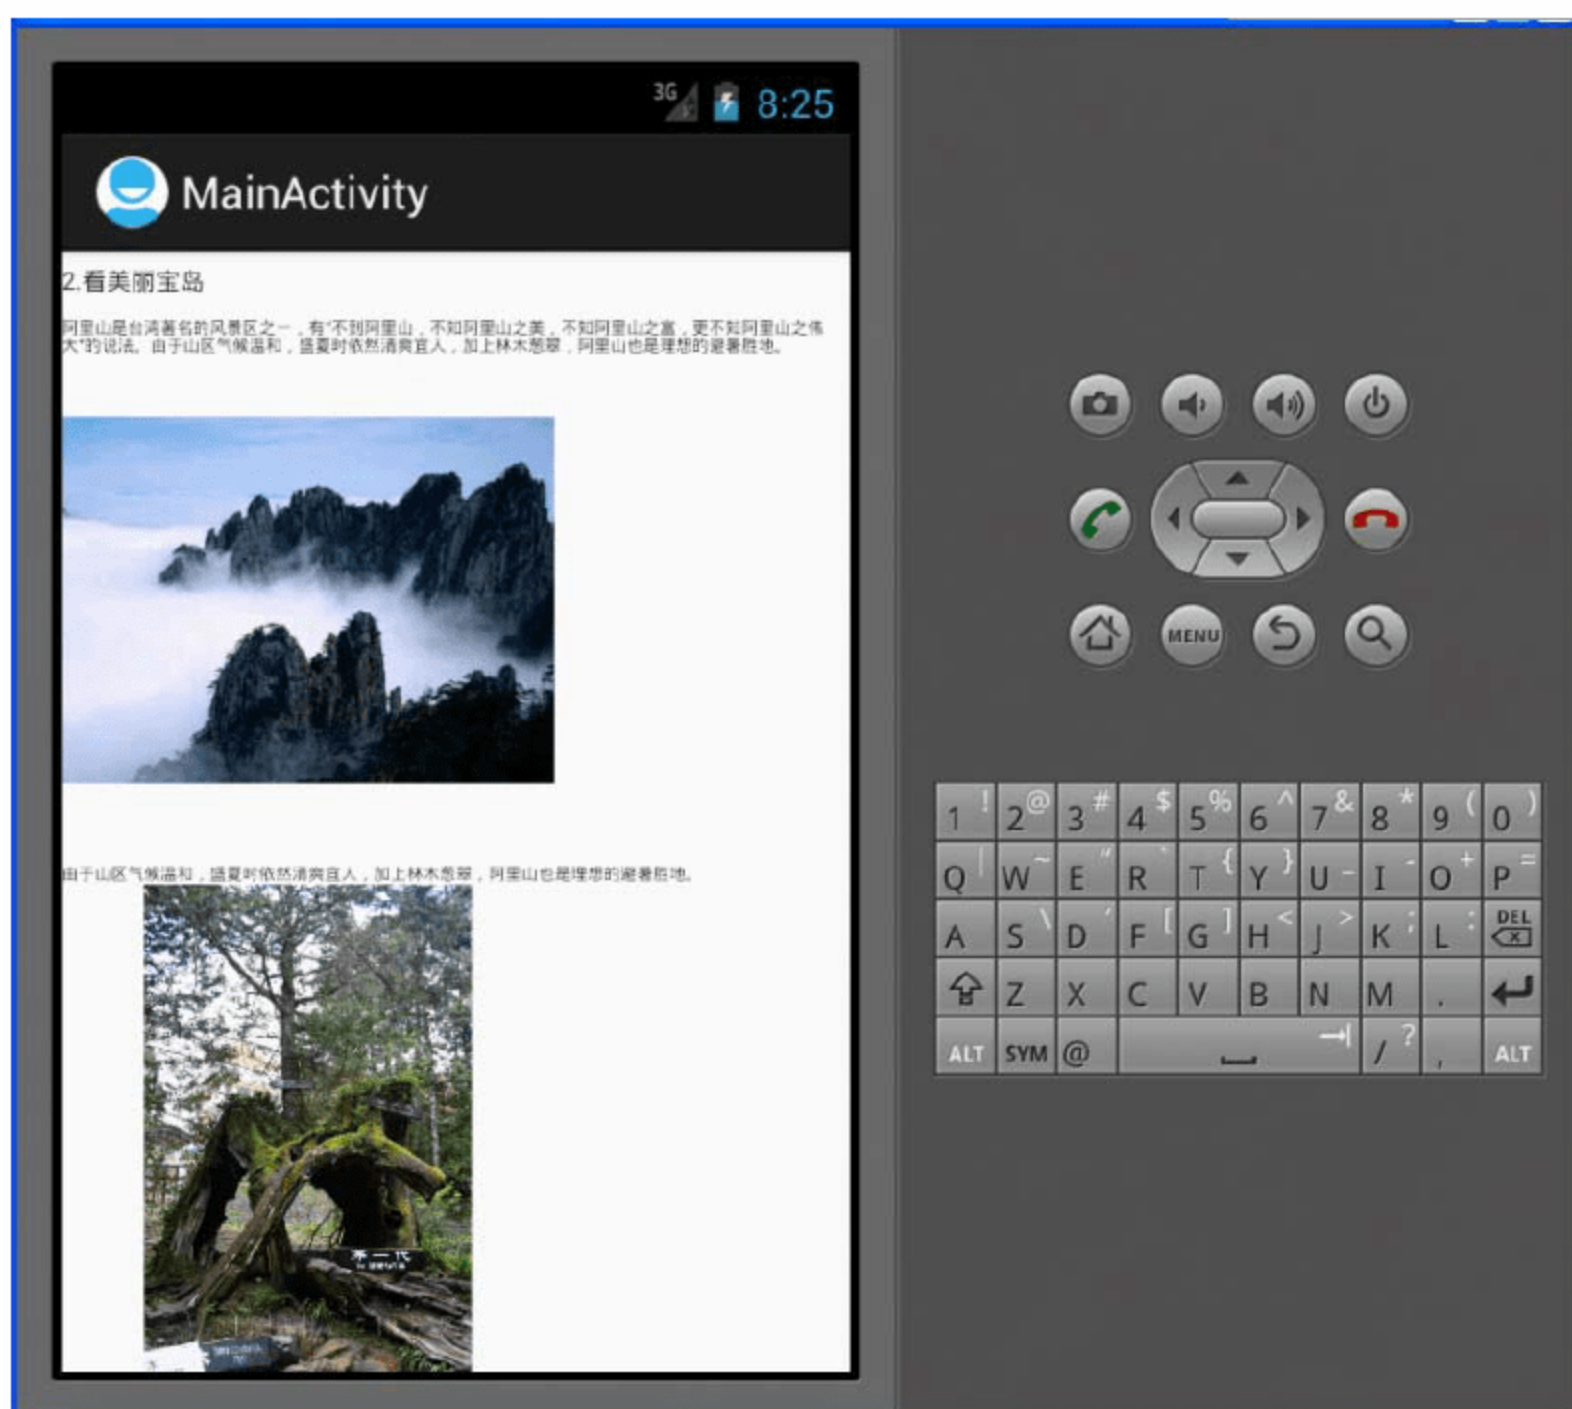 3G 8:25
MainActivity
2.看美丽宝岛
阿里山是台湾著名的风景区之一，有“不到阿里山，不知阿里山之美，不知阿里山之富，更不知阿里山之伟
大”的说法。由于山区气候温和，盛夏时依然清爽宜人，加上林木葱翠，阿里山也是理想的避暑胜地。
由于山区气候温和，盛夏时依然清爽宜人，加上林木葱翠，阿里山也是理想的避暑胜地。
MENU
1 ! 2 @ 3 # 4 $ 5 % 6 ^ 7 & 8 * 9 ( 0 )
Q | W ~ E " R ` T { Y } U _ I - O + P =
A S \ D ' F [ G ] H < J > K ; L : DEL
Z X C V B N M .
ALT SYM @ / ? , ALT